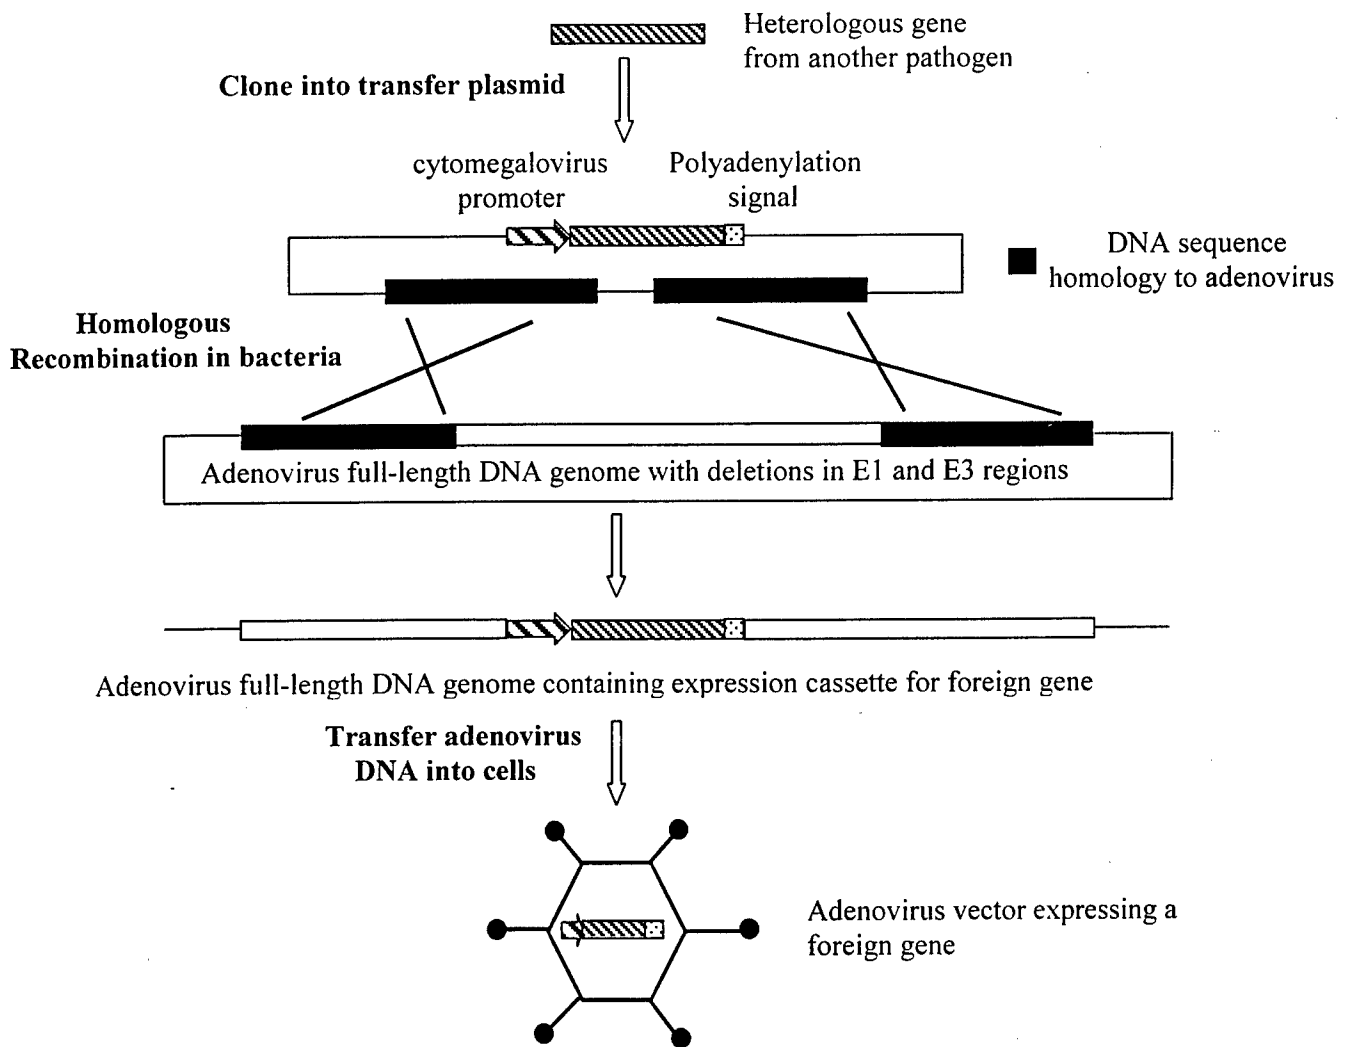 Heterologous gene
from another pathogen
Clone into transfer plasmid
cytomegalovirus
promoter
Polyadenylation
signal
DNA sequence
homology to adenovirus
Homologous
Recombination in bacteria
Adenovirus full-length DNA genome with deletions in E1 and E3 regions
Adenovirus full-length DNA genome containing expression cassette for foreign gene
Transfer adenovirus
DNA into cells
Adenovirus vector expressing a
foreign gene